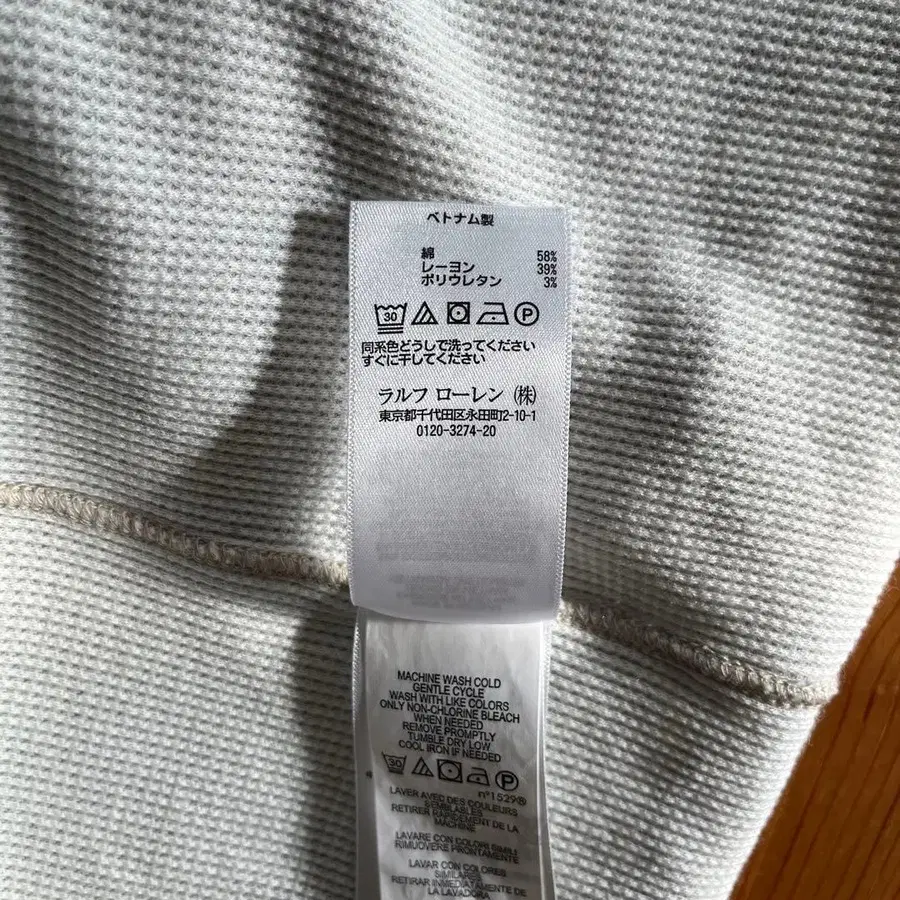 ベトナム製
綿 58%
レーヨン 39%
ポリウレタン 3%
30 P
同系色どうしで洗ってください
すぐに干してください
ラルフ ローレン (株)
東京都千代田区永田町2-10-1
0120-3274-20
MACHINE WASH COLD
GENTLE CYCLE
WASH WITH LIKE COLORS
ONLY NON-CHLORINE BLEACH
WHEN NEEDED
REMOVE PROMPTLY
TUMBLE DRY LOW
COOL IRON IF NEEDED
30 P
n°1529®
LAVER AVEC DES COULEURS
SEMBLABLES
RETIRER RAPIDEMENT DE LA
MACHINE
LAVARE CON COLORI SIMILI
RIMUOVERE PRONTAMENTE
LAVAR CON COLORES
SIMILARES
RETIRAR INMEDIATAMENTE DE
LA LAVADORA